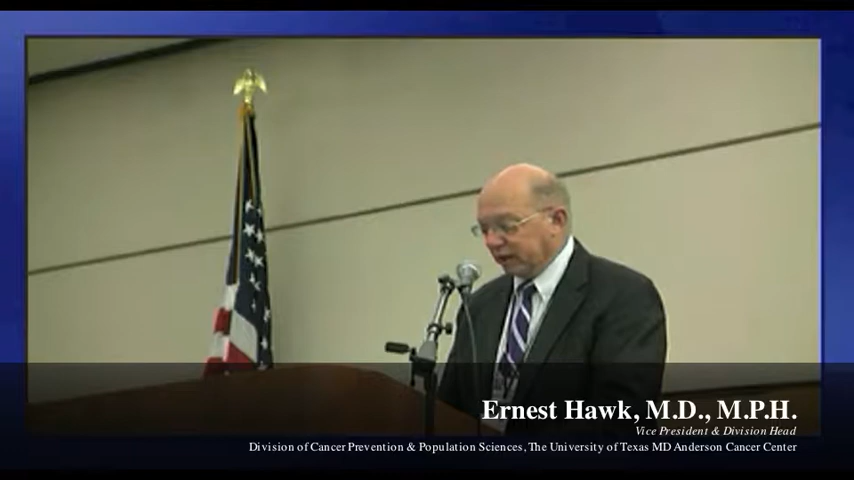 Ernest Hawk, M.D., M.P.H.
Vice President & Division Head
Division of Cancer Prevention & Population Sciences, The University of Texas MD Anderson Cancer Center